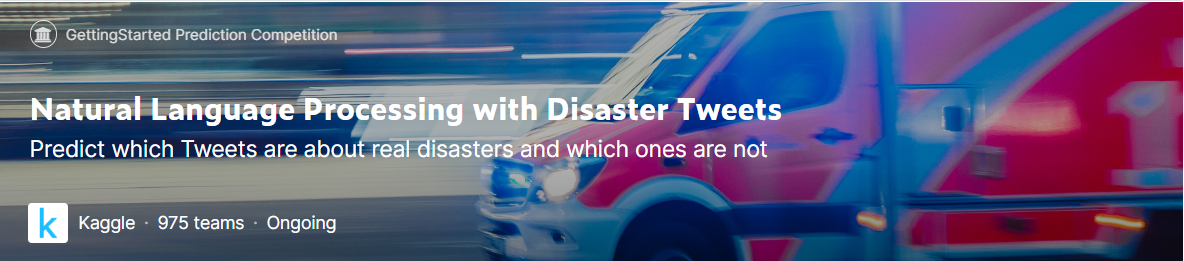 GettingStarted Prediction Competition
Natural Language Processing with Disaster Tweets
Predict which Tweets are about real disasters and which ones are not
k
Kaggle · 975 teams · Ongoing